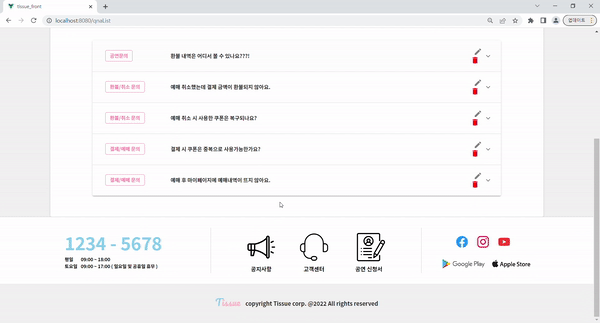 tissue_front
localhost:8080/qnaList
업데이트
공연문의
환불 내역은 어디서 볼 수 있나요???!
환불/취소 문의
예매 취소했는데 결제 금액이 환불되지 않아요.
환불/취소 문의
예매 취소 시 사용한 쿠폰은 복구되나요?
결제/예매 문의
결제 시 쿠폰은 중복으로 사용가능한가요?
결제/예매 문의
예매 후 마이페이지에 예매내역이 뜨지 않아요.
1234 - 5678
평일 09:00 ~ 18:00
토요일 09:00 ~ 17:00 ( 일요일 및 공휴일 휴무 )
공지사항
고객센터
공연 신청서
Google Play
Apple Store
Tissue copyright Tissue corp. @2022 All rights reserved